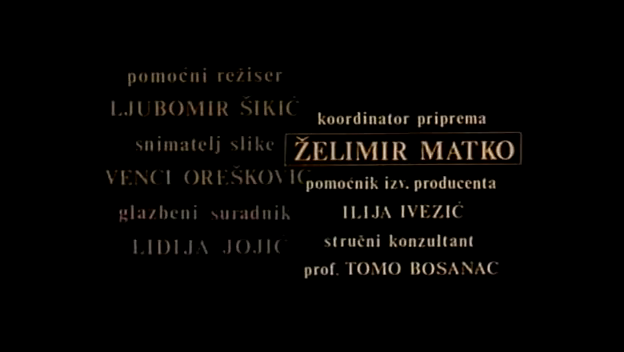 pomoćni režiser
LJUBOMIR ŠIKIĆ
snimatelj slike
VENCI OREŠKOVIĆ
glazbeni suradnik
LIDIJA JOJIĆ
koordinator priprema
ŽELIMIR MATKO
pomoćnik izv. producenta
ILIJA IVEZIĆ
stručni konzultant
prof. TOMO BOSANAC